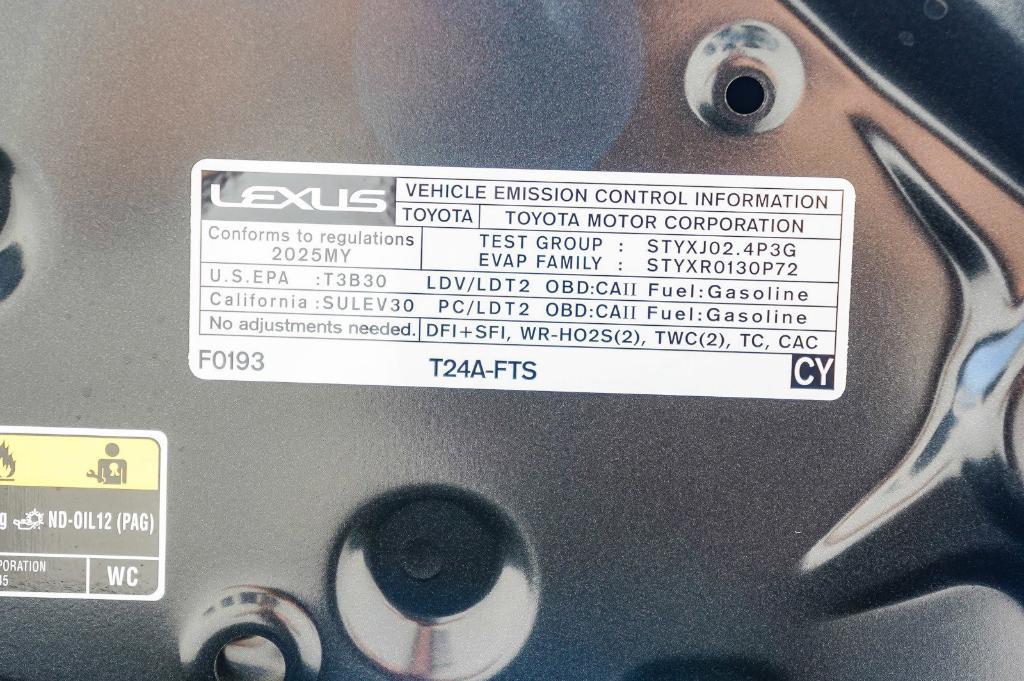 LEXUS
VEHICLE EMISSION CONTROL INFORMATION
TOYOTA TOYOTA MOTOR CORPORATION
Conforms to regulations
2025MY
TEST GROUP : STYXJ02.4P3G
EVAP FAMILY : STYXR0130P72
U.S.EPA :T3B30 LDV/LDT2 OBD:CAII Fuel:Gasoline
California :SULEV30 PC/LDT2 OBD:CAII Fuel:Gasoline
No adjustments needed. DFI+SFI, WR-HO2S(2), TWC(2), TC, CAC
F0193 T24A-FTS CY
g ND-OIL12 (PAG)
PORATION
WC